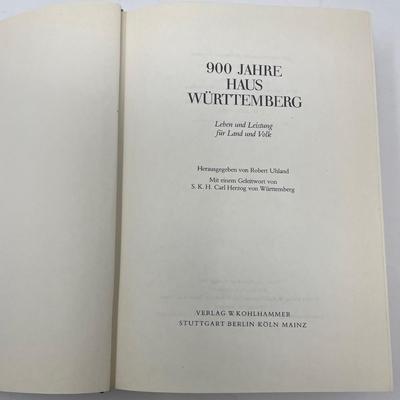 900 JAHRE
HAUS
WÜRTTEMBERG
Leben und Leistung
für Land und Volk
Herausgegeben von Robert Uhland
Mit einem Geleitwort von
S. K. H. Carl Herzog von Württemberg
VERLAG W. KOHLHAMMER
STUTTGART BERLIN KÖLN MAINZ